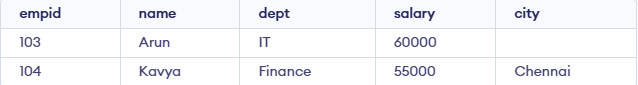 empid name dept salary city
103 Arun IT 60000
104 Kavya Finance 55000 Chennai